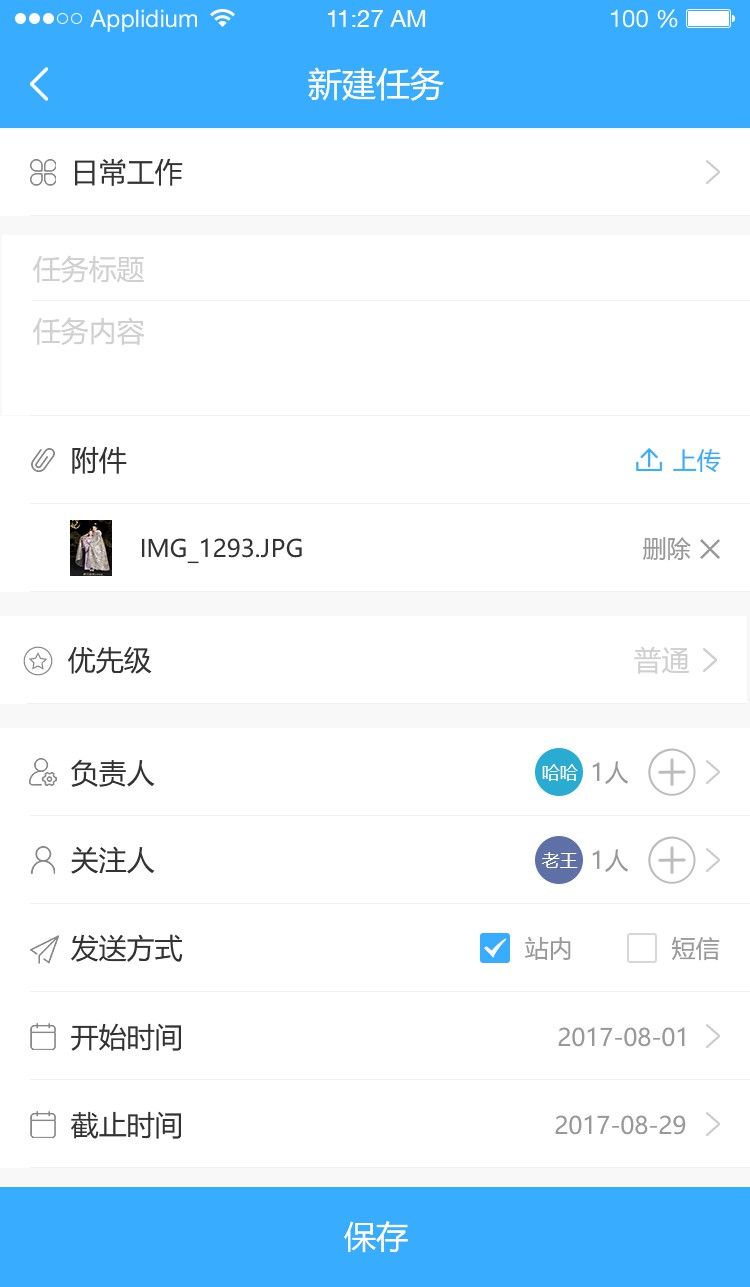 Applidium 11:27 AM 100 %
新建任务
日常工作
任务标题
任务内容
附件 上传
IMG_1293.JPG 删除
优先级 普通
负责人 哈哈 1人
关注人 老王 1人
发送方式 站内 短信
开始时间 2017-08-01
截止时间 2017-08-29
保存